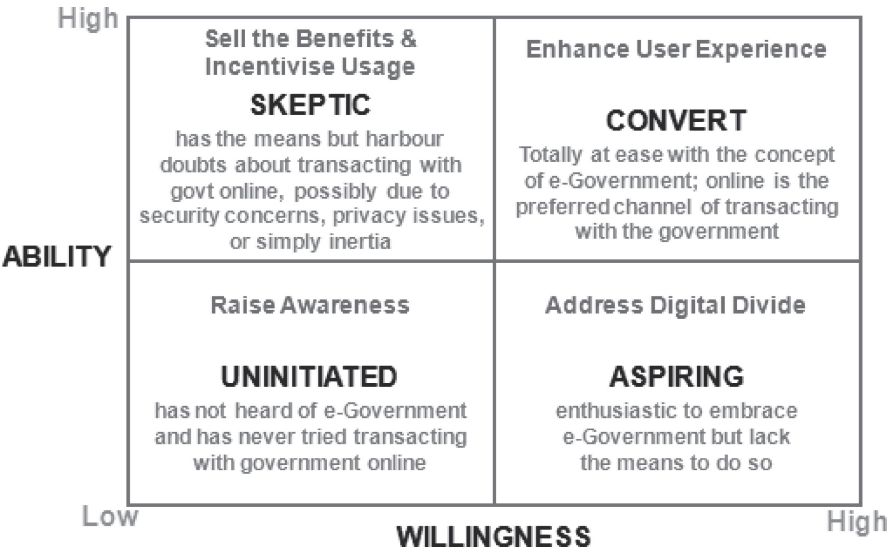 High
Sell the Benefits &
Incentivise Usage
SKEPTIC
has the means but harbour
doubts about transacting with
govt online, possibly due to
security concerns, privacy issues,
or simply inertia
Enhance User Experience
CONVERT
Totally at ease with the concept
of e-Government; online is the
preferred channel of transacting
with the government
ABILITY
Raise Awareness
UNINITIATED
has not heard of e-Government
and has never tried transacting
with government online
Address Digital Divide
ASPIRING
enthusiastic to embrace
e-Government but lack
the means to do so
Low
WILLINGNESS
High